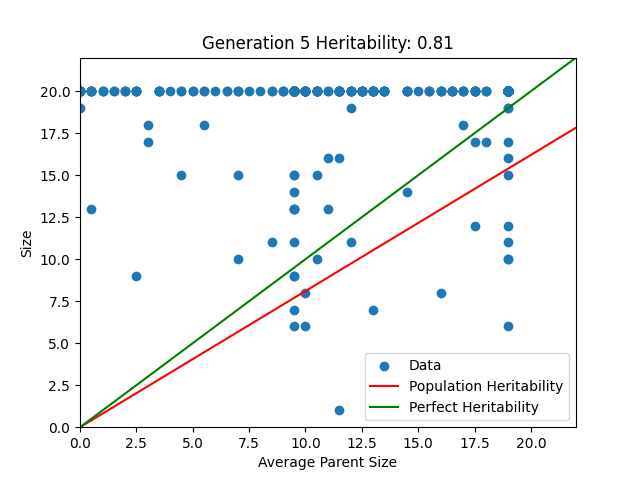 Generation 5 Heritability: 0.81
Size
20.0
17.5
15.0
12.5
10.0
7.5
5.0
2.5
0.0
Data
Population Heritability
Perfect Heritability
0.0 2.5 5.0 7.5 10.0 12.5 15.0 17.5 20.0
Average Parent Size